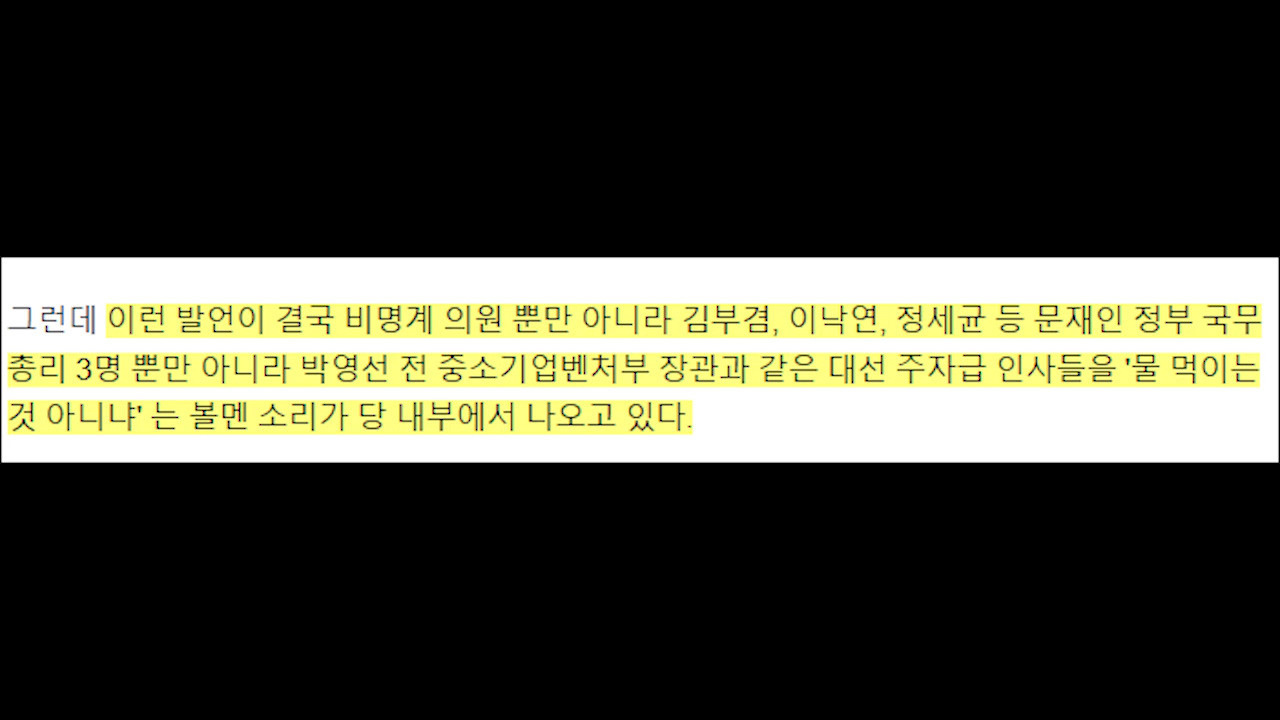 그런데 이런 발언이 결국 비명계 의원 뿐만 아니라 김부겸, 이낙연, 정세균 등 문재인 정부 국무
총리 3명 뿐만 아니라 박영선 전 중소기업벤처부 장관과 같은 대선 주자급 인사들을 '물 먹이는
것 아니냐' 는 볼멘 소리가 당 내부에서 나오고 있다.